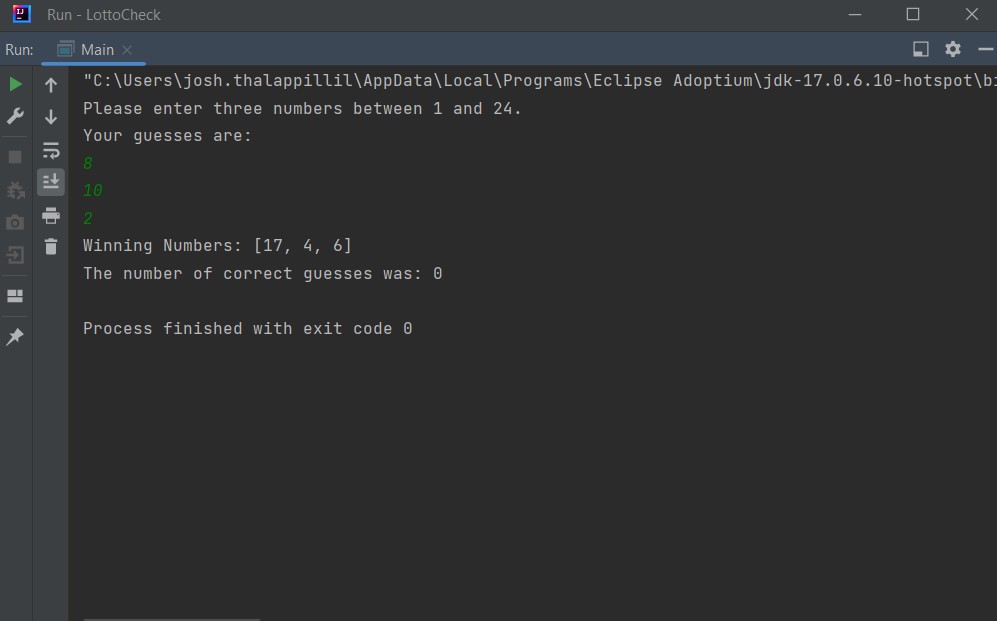 Run - LottoCheck
Run: Main
"C:\Users\josh.thalappillil\AppData\Local\Programs\Eclipse Adoptium\jdk-17.0.6.10-hotspot\bi
Please enter three numbers between 1 and 24.
Your guesses are:
8
10
2
Winning Numbers: [17, 4, 6]
The number of correct guesses was: 0
Process finished with exit code 0